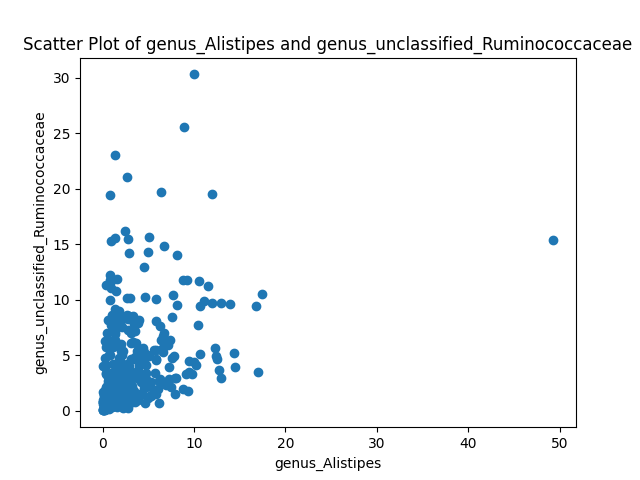 Scatter Plot of genus_Alistipes and genus_unclassified_Ruminococcaceae
genus_unclassified_Ruminococcaceae
30
25
20
15
10
5
0
0 10 20 30 40 50
genus_Alistipes